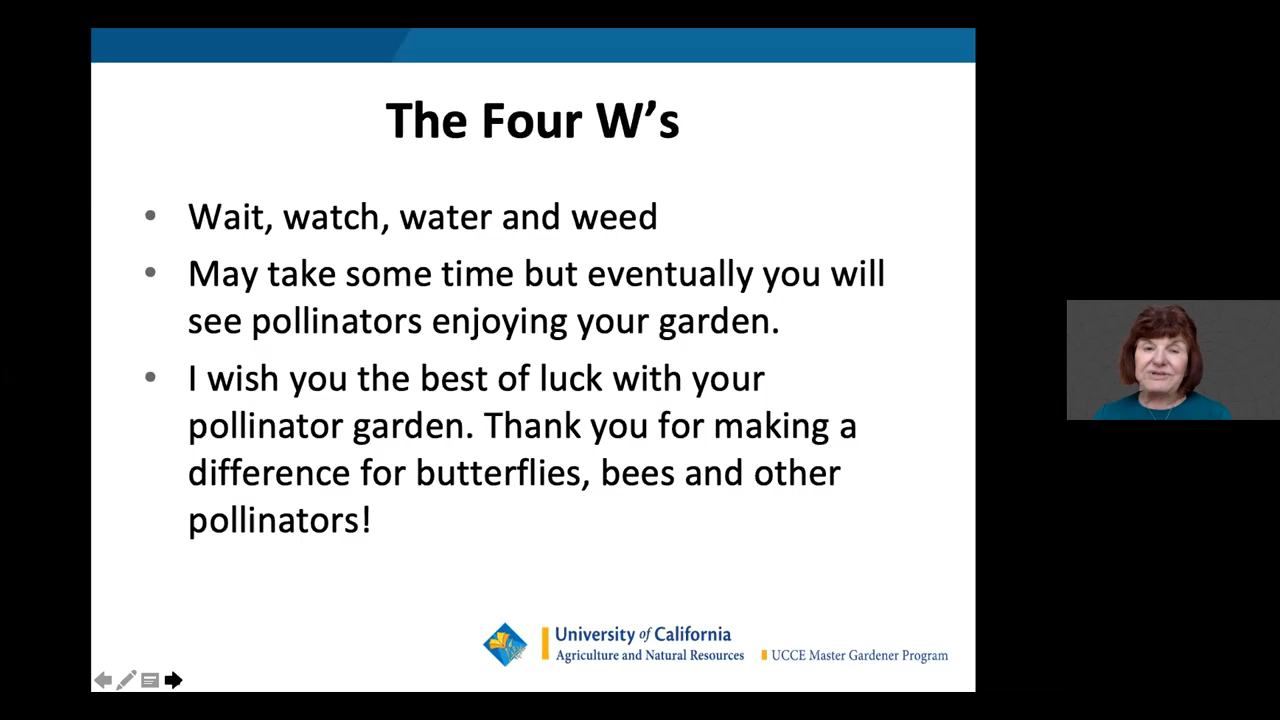 The Four W’s
• Wait, watch, water and weed
• May take some time but eventually you will
see pollinators enjoying your garden.
• I wish you the best of luck with your
pollinator garden. Thank you for making a
difference for butterflies, bees and other
pollinators!
University of California
Agriculture and Natural Resources
UCCE Master Gardener Program